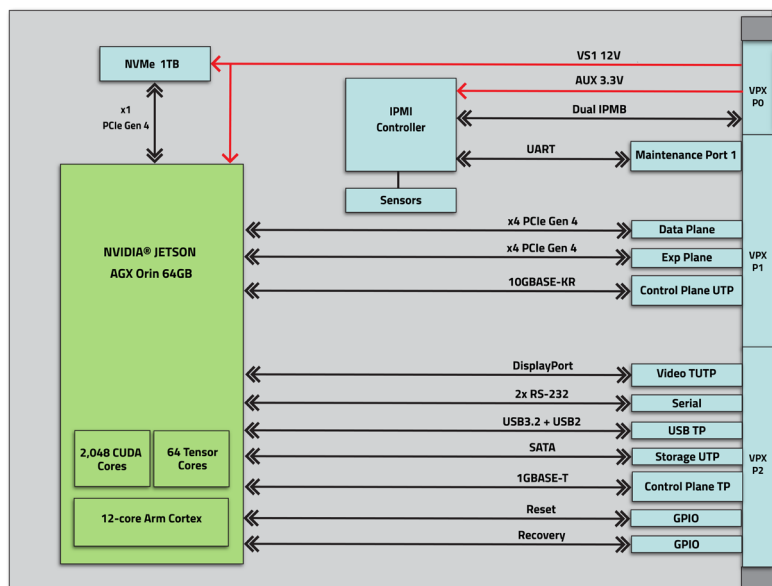 NVMe 1TB
VS1 12V
AUX 3.3V
VPX
P0
x1
PCIe Gen 4
IPMI
Controller
Dual IPMB
UART
Maintenance Port 1
Sensors
NVIDIA® JETSON
AGX Orin 64GB
x4 PCIe Gen 4
Data Plane
x4 PCIe Gen 4
Exp Plane
VPX
P1
10GBASE-KR
Control Plane UTP
DisplayPort
Video TUTP
2x RS-232
Serial
USB3.2 + USB2
USB TP
SATA
Storage UTP
VPX
P2
1GBASE-T
Control Plane TP
Reset
GPIO
Recovery
GPIO
2,048 CUDA
Cores
64 Tensor
Cores
12-core Arm Cortex